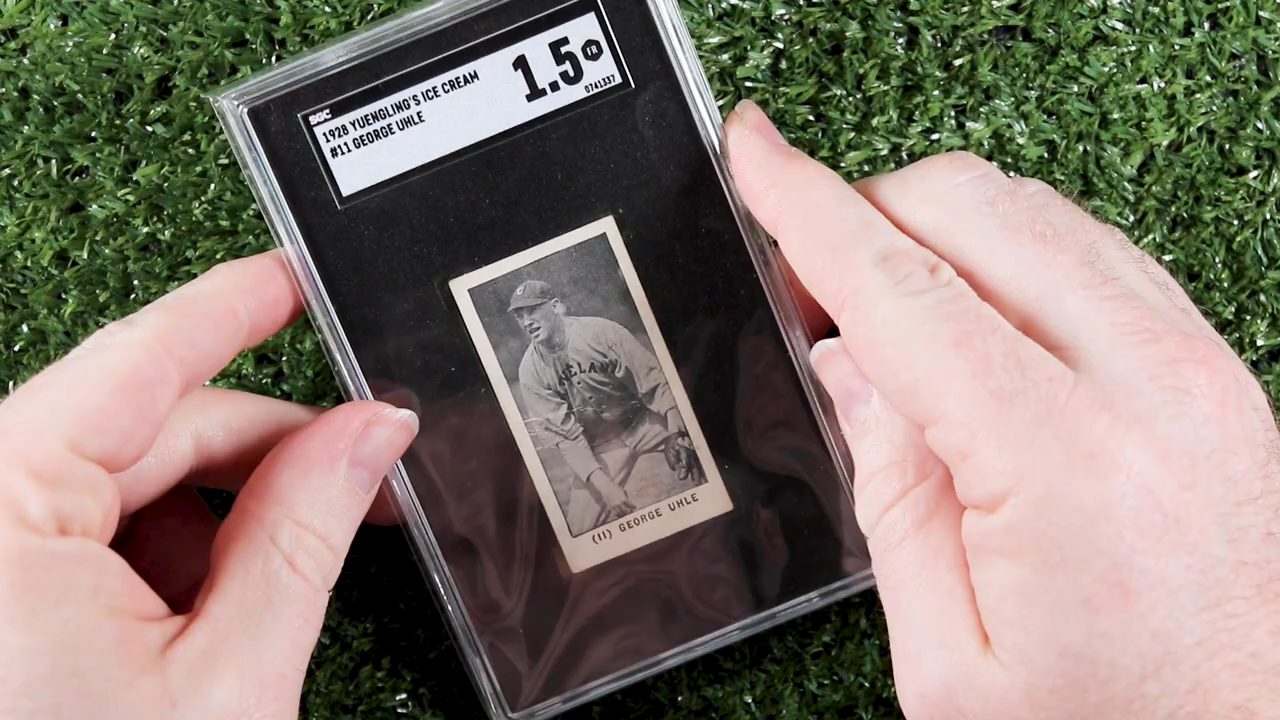 SGC
1928 YUENGLING'S ICE CREAM
#11 GEORGE UHLE
1.5
FR
0741337
C
(11) GEORGE UHLE